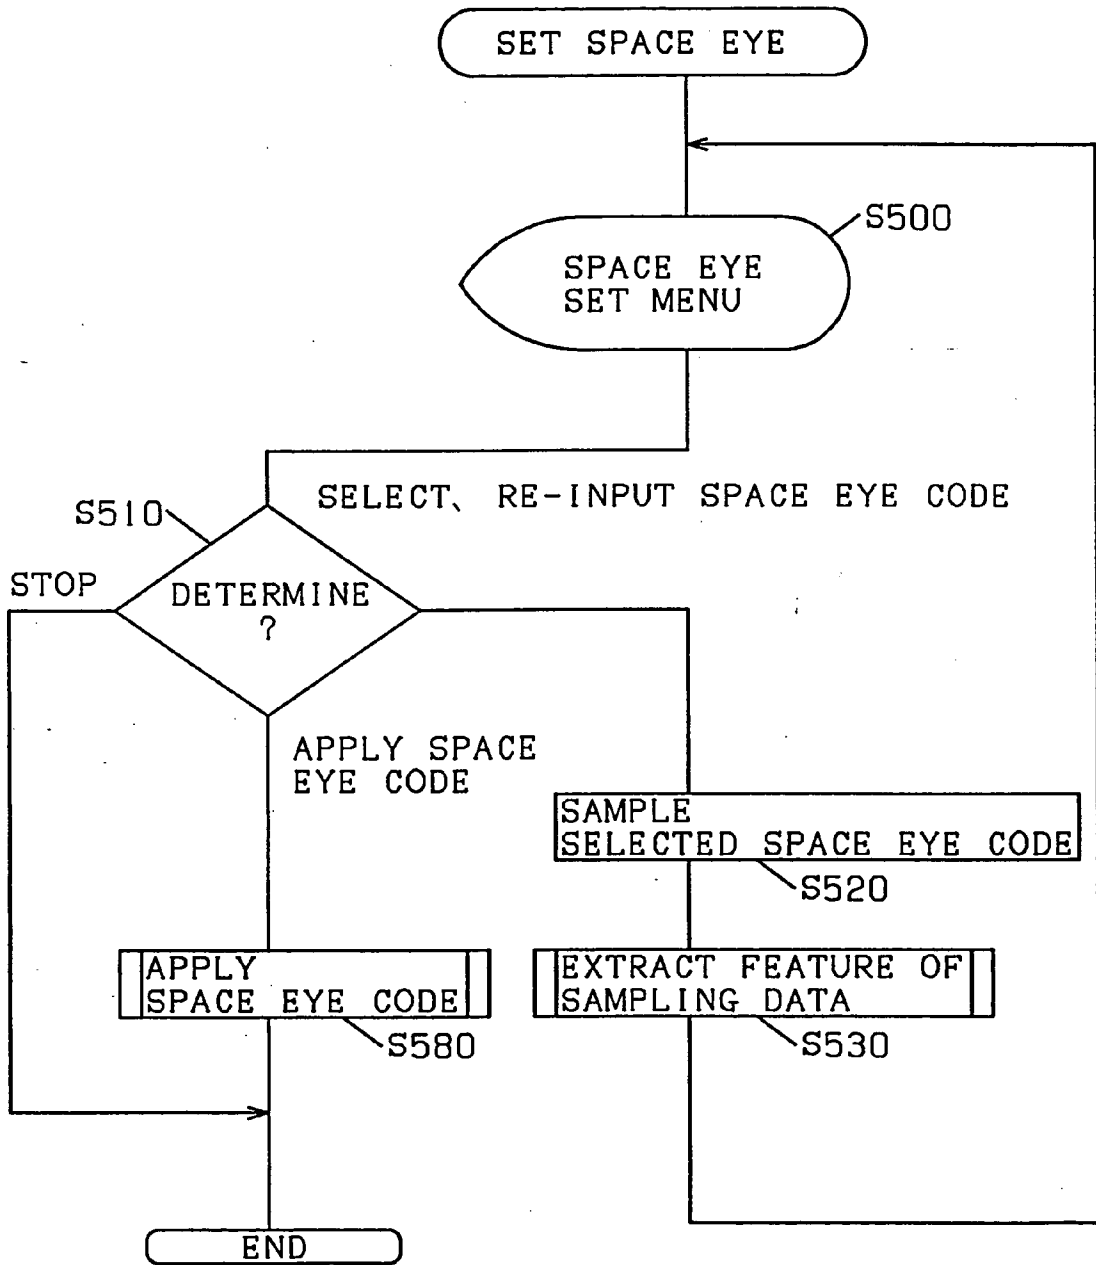 SET SPACE EYE
S500
SPACE EYE
SET MENU
SELECT、 RE-INPUT SPACE EYE CODE
S510
STOP
DETERMINE
?
APPLY SPACE
EYE CODE
SAMPLE
SELECTED SPACE EYE CODE
S520
APPLY
SPACE EYE CODE
S580
EXTRACT FEATURE OF
SAMPLING DATA
S530
END